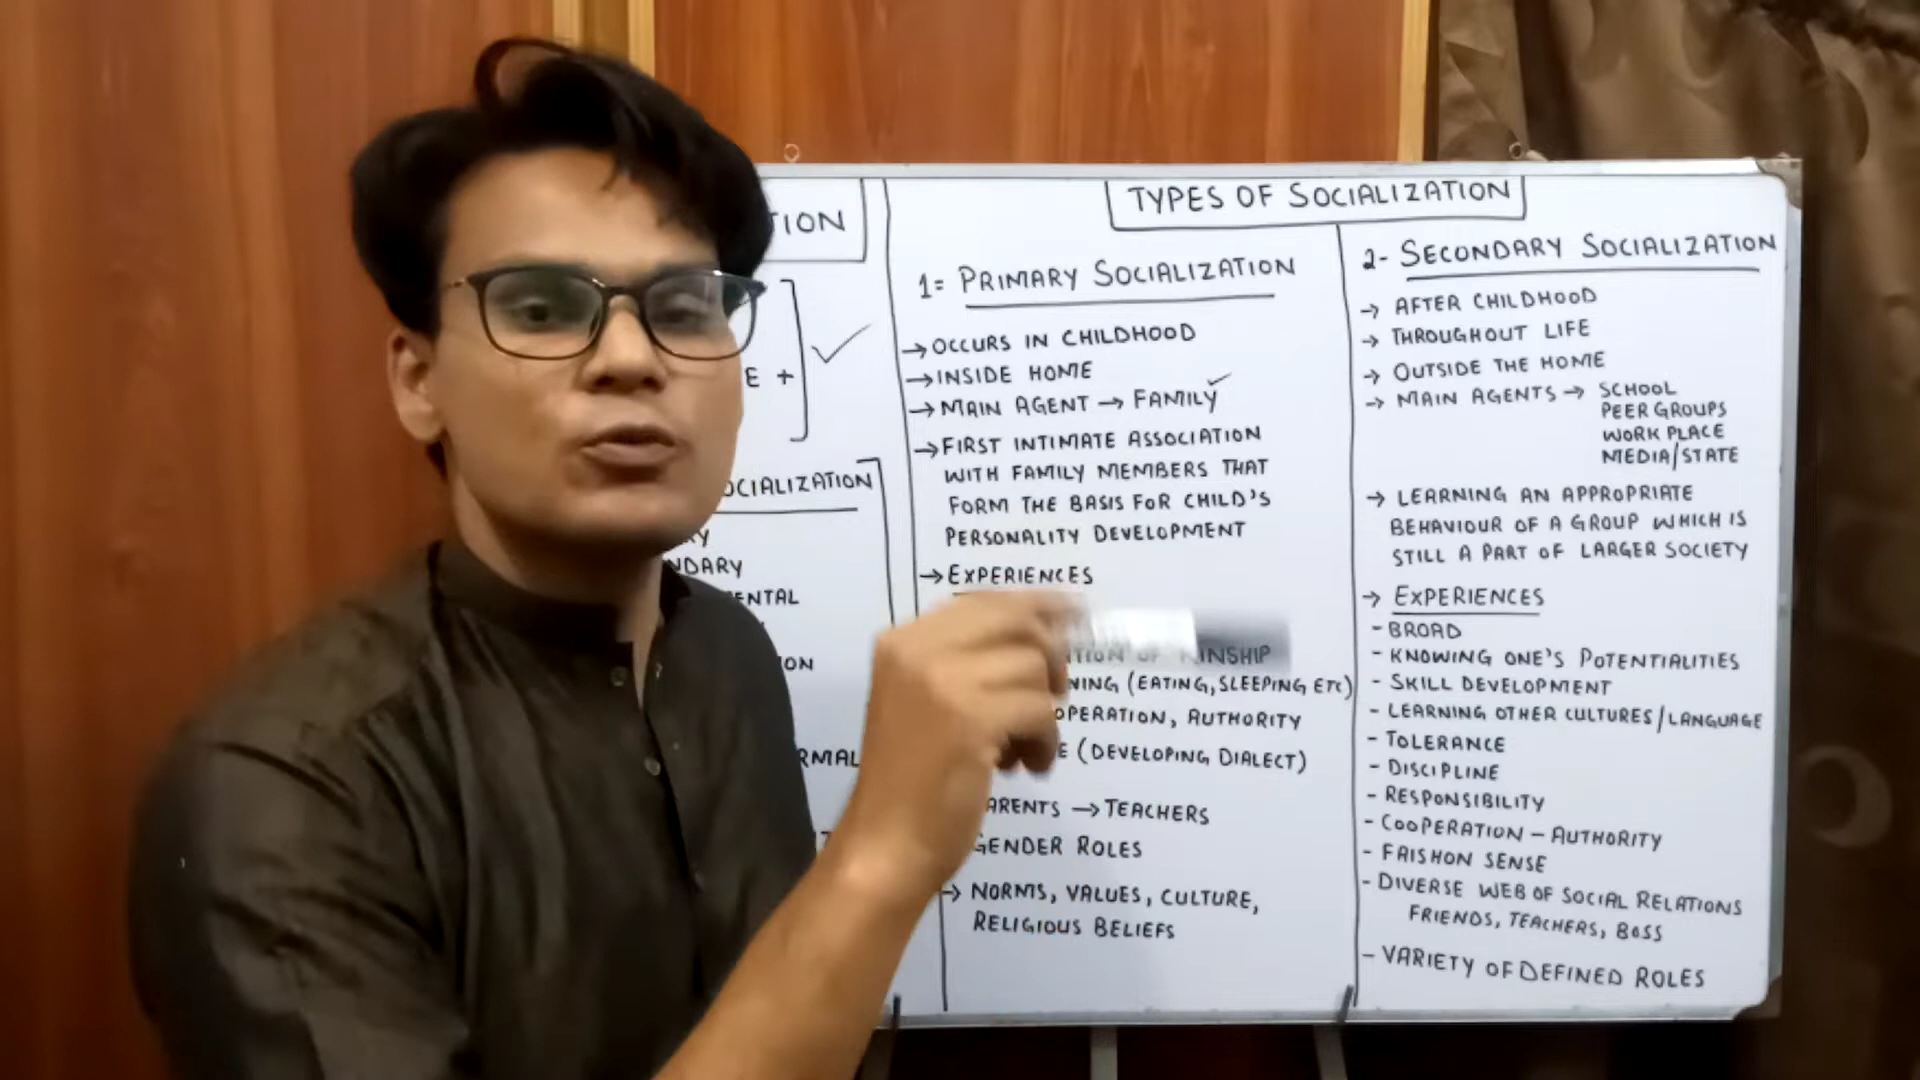 TYPES OF SOCIALIZATION
E +
NDARY
1= PRIMARY SOCIALIZATION
→ OCCURS IN CHILDHOOD
→ INSIDE HOME
→ MAIN AGENT → FAMILY ✓
→ FIRST INTIMATE ASSOCIATION
WITH FAMILY MEMBERS THAT
FORM THE BASIS FOR CHILD'S
PERSONALITY DEVELOPMENT
→ EXPERIENCES
OF KINSHIP
NING (EATING, SLEEPING ETC)
OPERATION, AUTHORITY
E (DEVELOPING DIALECT)
ARENTS → TEACHERS
GENDER ROLES
→ NORMS, VALUES, CULTURE,
RELIGIOUS BELIEFS
2- SECONDARY SOCIALIZATION
→ AFTER CHILDHOOD
→ THROUGHOUT LIFE
→ OUTSIDE THE HOME
→ MAIN AGENTS → SCHOOL
PEER GROUPS
WORK PLACE
MEDIA/STATE
→ LEARNING AN APPROPRIATE
BEHAVIOUR OF A GROUP WHICH IS
STILL A PART OF LARGER SOCIETY
→ EXPERIENCES
- BROAD
- KNOWING ONE'S POTENTIALITIES
- SKILL DEVELOPMENT
- LEARNING OTHER CULTURES/LANGUAGE
- TOLERANCE
- DISCIPLINE
- RESPONSIBILITY
- COOPERATION - AUTHORITY
- FAISHON SENSE
- DIVERSE WEB OF SOCIAL RELATIONS
FRIENDS, TEACHERS, BOSS
- VARIETY OF DEFINED ROLES